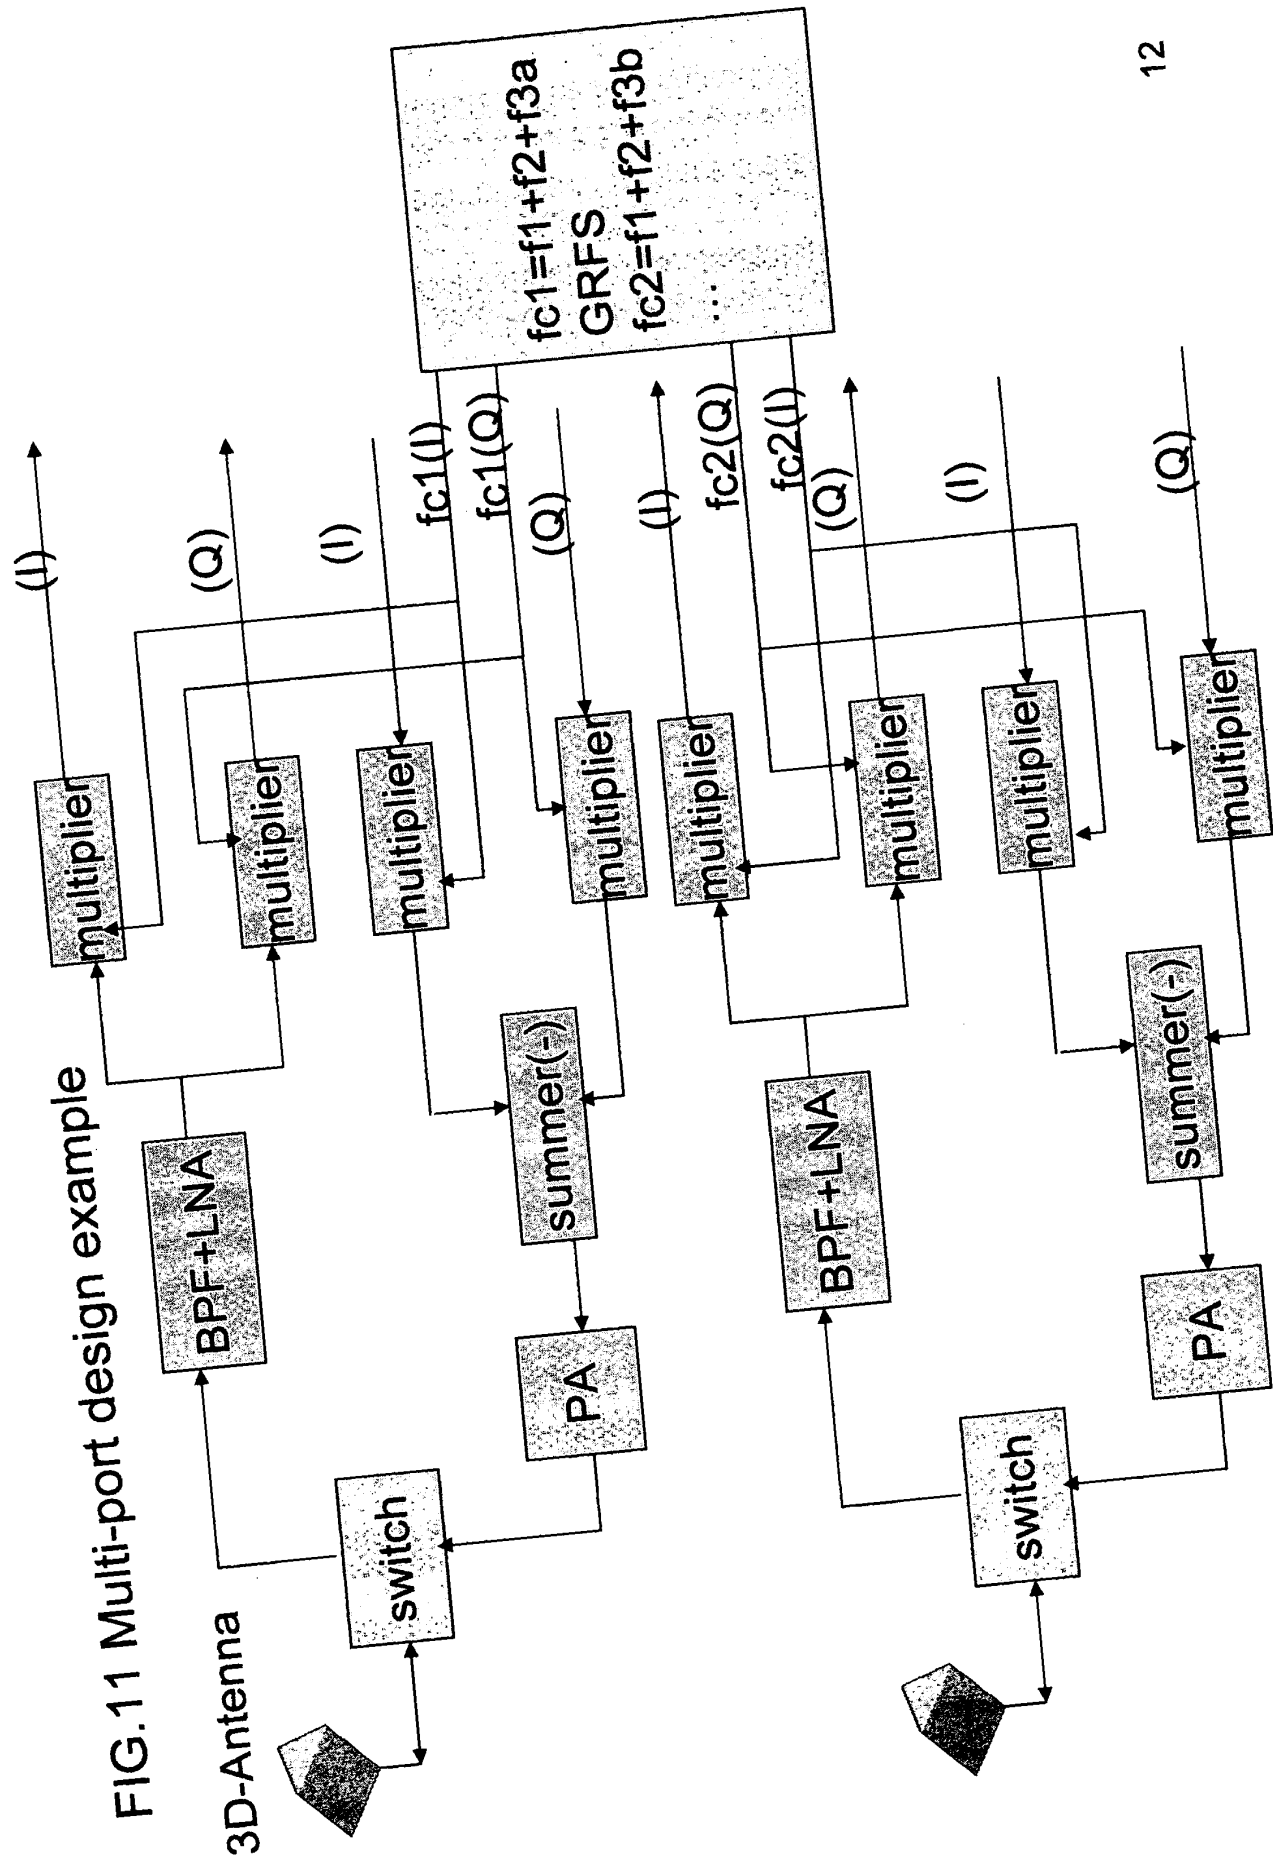 FIG.11 Multi-port design example
3D-Antenna
switch
BPF+LNA
PA
summer(-)
multiplier
(I)
multiplier
(Q)
multiplier
(I)
multiplier
(Q)
fc1(I)
fc1(Q)
fc1=f1+f2+f3a
GRFS
fc2=f1+f2+f3b
...
switch
BPF+LNA
PA
summer(-)
multiplier
(I)
fc2(Q)
fc2(I)
multiplier
(Q)
multiplier
(I)
multiplier
(Q)
12